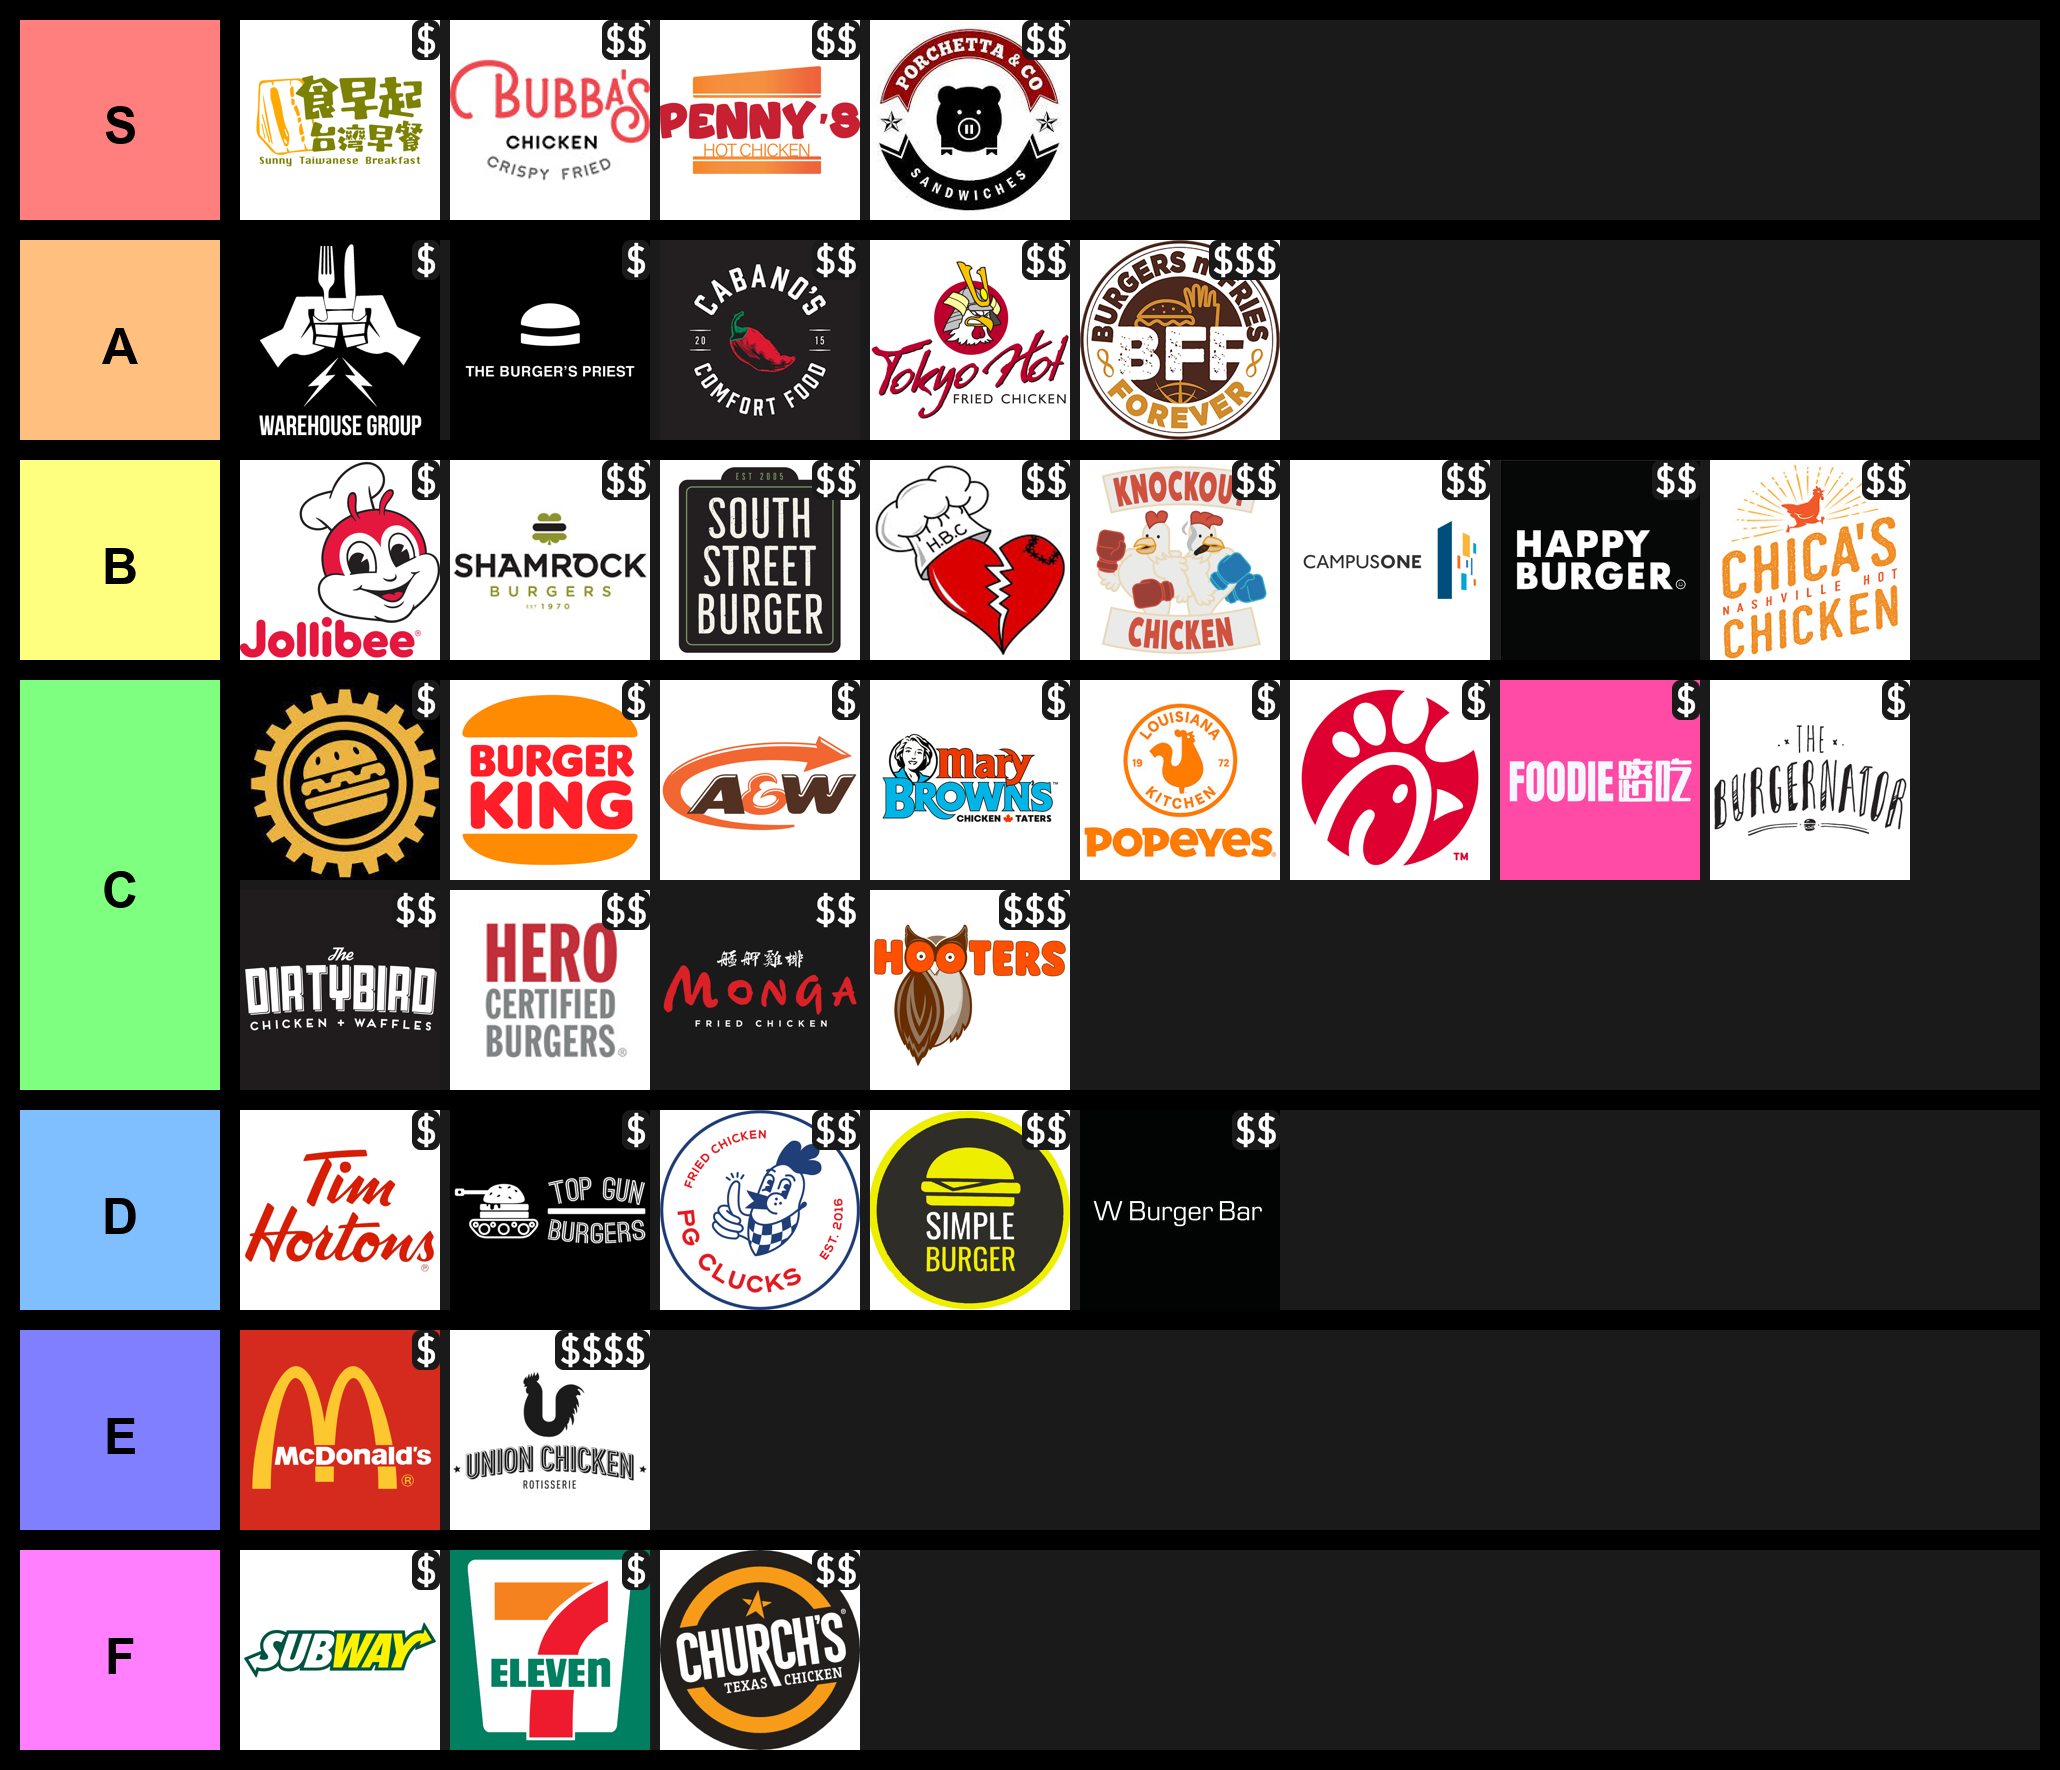 S
$
食早起
台灣早餐
Sunny Taiwanese Breakfast
$$
BUBBA'S
CHICKEN
CRISPY FRIED
$$
PENNY'S
HOT CHICKEN
$$
PORCHETTA & CO
SANDWICHES
A
$
WAREHOUSE GROUP
$
THE BURGER'S PRIEST
$$
CABANO'S
20 15
COMFORT FOOD
$$
Tokyo Hot
FRIED CHICKEN
$$$
BURGERS n FRIES
BFF
FOREVER
B
$
Jollibee®
$$
SHAMROCK
BURGERS
EST 1970
$$
EST 2005
SOUTH
STREET
BURGER
$$
H.B.C
$$
KNOCKOUT
CHICKEN
$$
CAMPUSONE
$$
HAPPY
BURGER
$$
CHICA'S
NASHVILLE HOT
CHICKEN
C
$
$
BURGER
KING
$
A&W
$
mary
BROWN'S™
CHICKEN TATERS
$
LOUISIANA
19 72
KITCHEN
POPEYES®
$
TM
$
FOODIE 嚐吃
$
THE
BURGERNATOR
$$
The
DIRTYBIRD
CHICKEN + WAFFLES
$$
HERO
CERTIFIED
BURGERS®
$$
艋舺雞排
MONGA
FRIED CHICKEN
$$$
HOOTERS
D
$
Tim
Hortons
®
$
TOP GUN
BURGERS
$$
FRIED CHICKEN
PG CLUCKS
EST. 2016
$$
SIMPLE
BURGER
$$
W Burger Bar
E
$
McDonald's
®
$$$$
UNION CHICKEN
ROTISSERIE
F
$
SUBWAY
$
7
ELEVEn
$$
CHURCH'S®
TEXAS CHICKEN